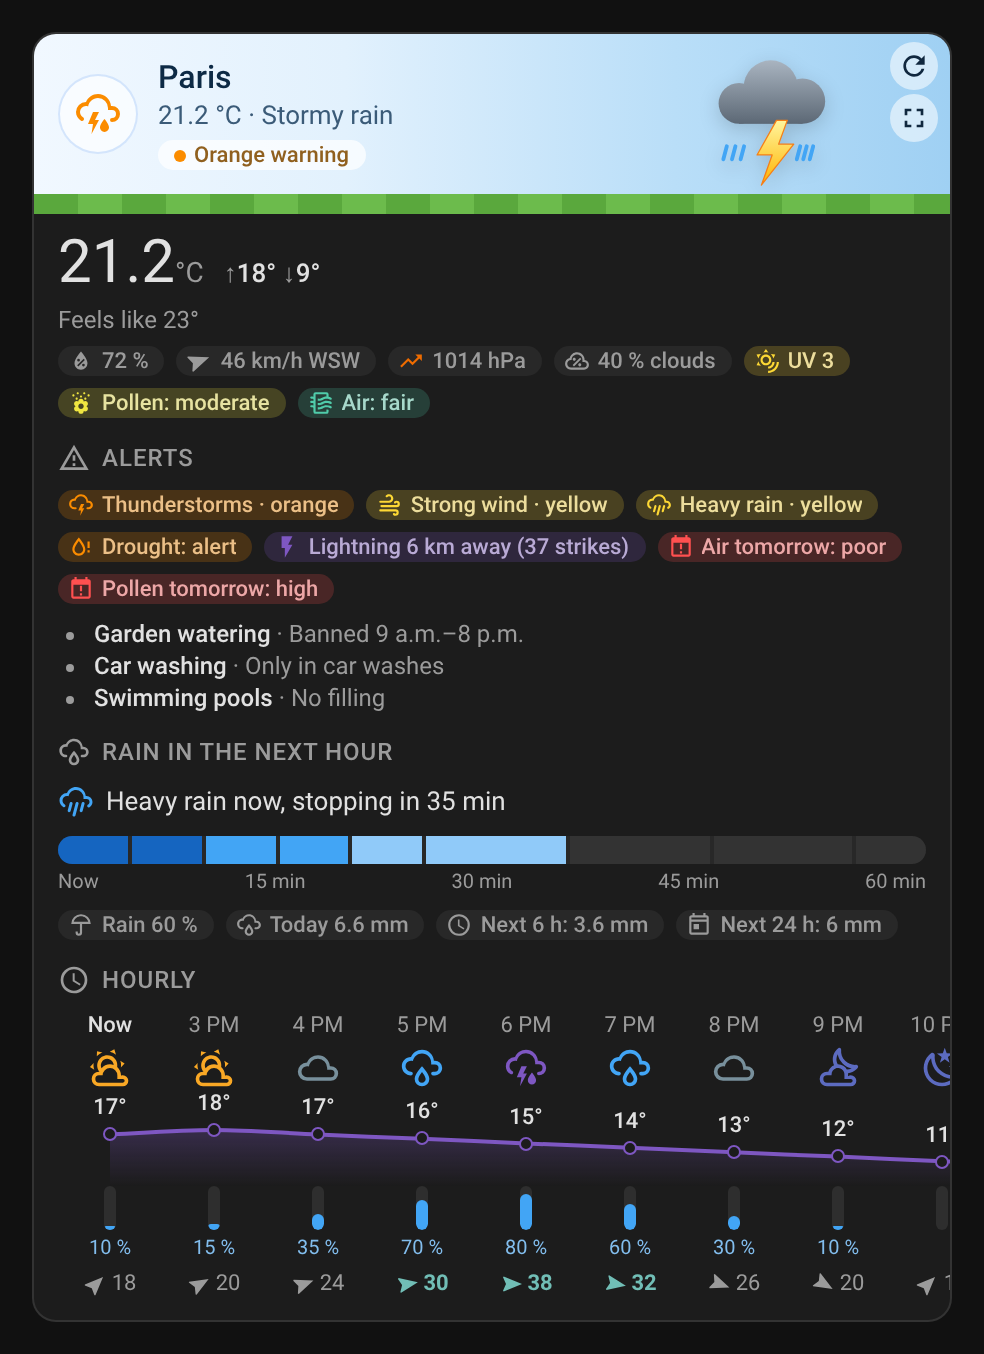 Paris
21.2 °C · Stormy rain
Orange warning
21.2°C ↑18° ↓9°
Feels like 23°
72 % 46 km/h WSW 1014 hPa 40 % clouds UV 3
Pollen: moderate Air: fair
ALERTS
Thunderstorms · orange Strong wind · yellow Heavy rain · yellow
Drought: alert Lightning 6 km away (37 strikes) Air tomorrow: poor
Pollen tomorrow: high
• Garden watering · Banned 9 a.m.–8 p.m.
• Car washing · Only in car washes
• Swimming pools · No filling
RAIN IN THE NEXT HOUR
Heavy rain now, stopping in 35 min
Now 15 min 30 min 45 min 60 min
Rain 60 % Today 6.6 mm Next 6 h: 3.6 mm Next 24 h: 6 mm
HOURLY
Now 3 PM 4 PM 5 PM 6 PM 7 PM 8 PM 9 PM 10
17° 18° 17° 16° 15° 14° 13° 12° 11
10 % 15 % 35 % 70 % 80 % 60 % 30 % 10 %
18 20 24 30 38 32 26 20